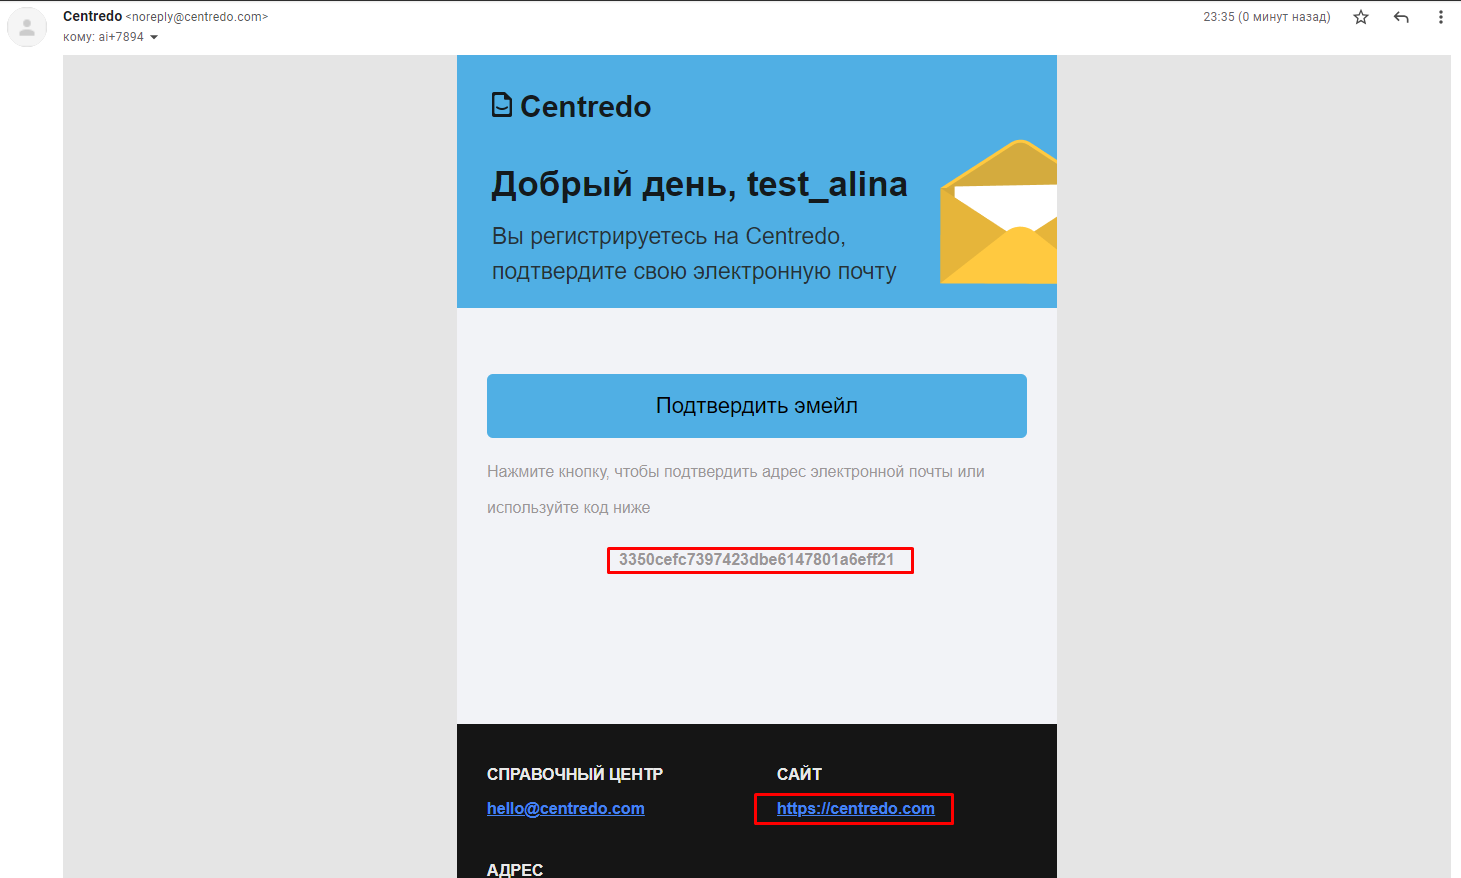 Centredo <noreply@centredo.com>
23:35 (0 минут назад)
кому: ai+7894
Centredo
Добрый день, test_alina
Вы регистрируетесь на Centredo,
подтвердите свою электронную почту
Подтвердить эмейл
Нажмите кнопку, чтобы подтвердить адрес электронной почты или
используйте код ниже
3350cefc7397423dbe6147801a6eff21
СПРАВОЧНЫЙ ЦЕНТР
hello@centredo.com
САЙТ
https://centredo.com
АДРЕС